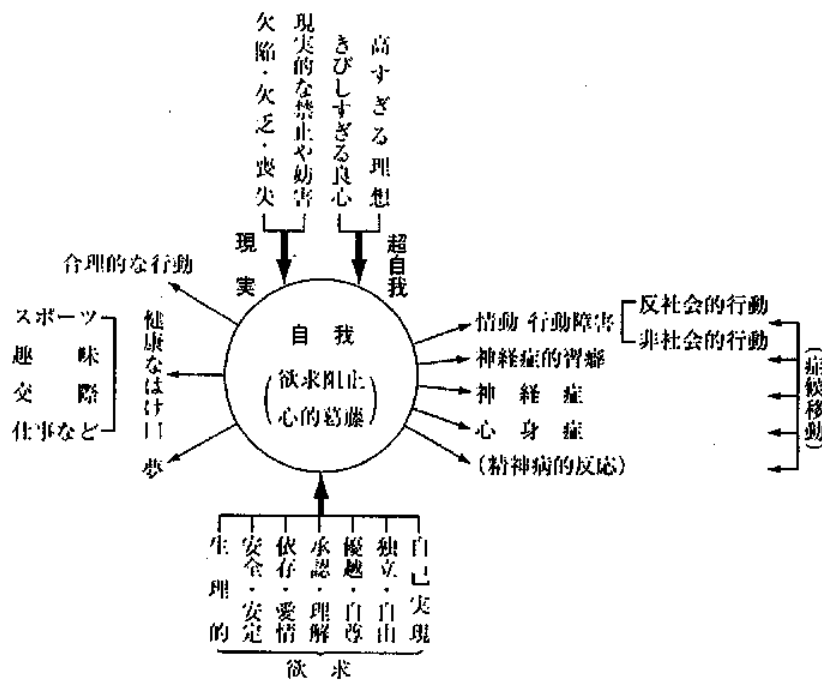 高すぎる理想
きびしすぎる良心
現実的な禁止や妨害
欠陥・欠乏・喪失
超自我
現実
合理的な行動
健康なはけ口
スポーツ
趣味
交際
仕事など
夢
自我
(欲求阻止
心的葛藤)
情動 行動障害
反社会的行動
非社会的行動
神経症的習癖
神経症
心身症
(精神病的反応)
(症候移動)
生理的
安全・安定
依存・愛情
承認・理解
優越・自尊
独立・自由
自己実現
欲求